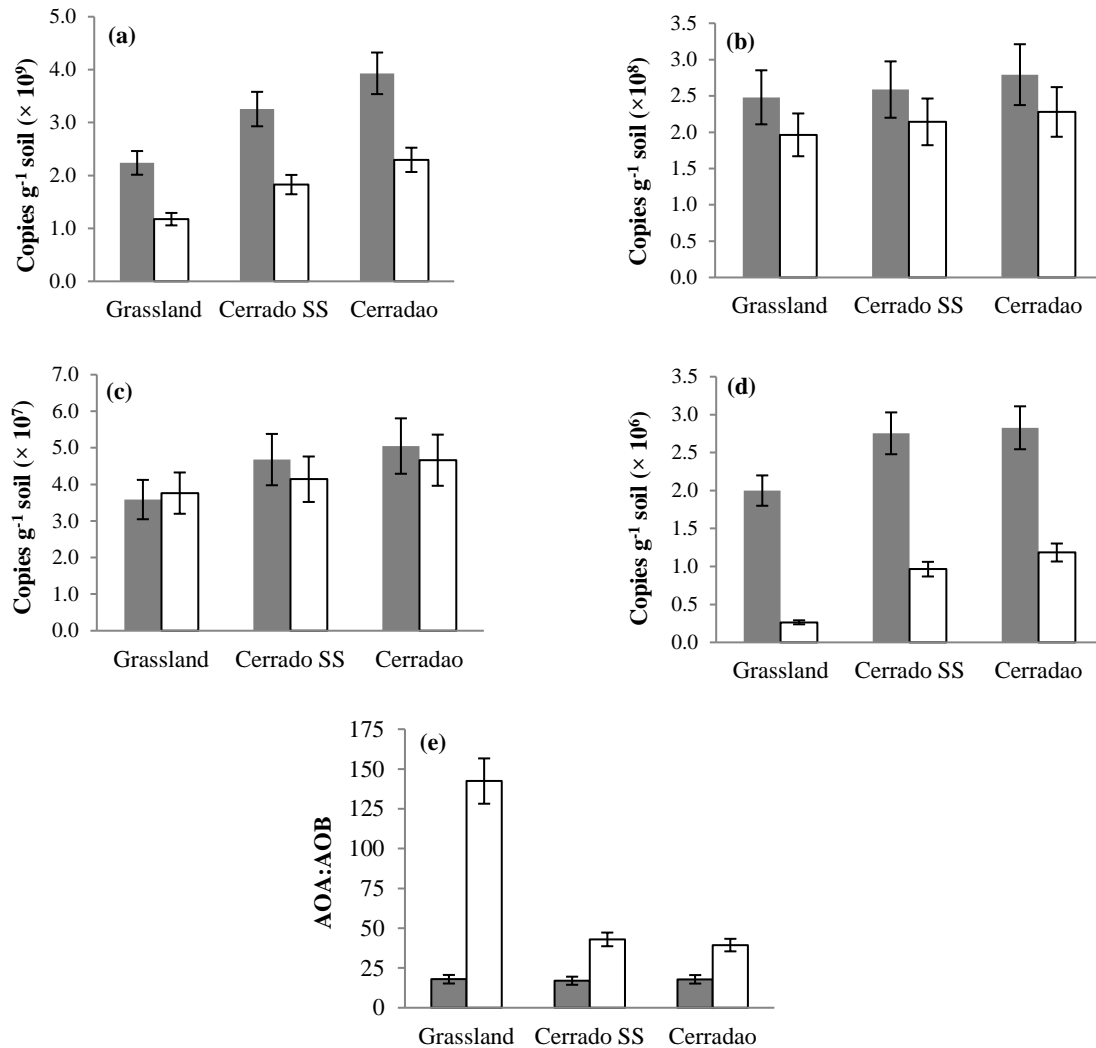 (a)
Copies g⁻¹ soil (× 10⁹)
5.0
4.0
3.0
2.0
1.0
0.0
Grassland Cerrado SS Cerradao
(b)
Copies g⁻¹ soil (×10⁸)
3.5
3.0
2.5
2.0
1.5
1.0
0.5
0.0
Grassland Cerrado SS Cerradao
(c)
Copies g⁻¹ soil (× 10⁷)
7.0
6.0
5.0
4.0
3.0
2.0
1.0
0.0
Grassland Cerrado SS Cerradao
(d)
Copies g⁻¹ soil (× 10⁶)
3.5
3.0
2.5
2.0
1.5
1.0
0.5
0.0
Grassland Cerrado SS Cerradao
(e)
AOA:AOB
175
150
125
100
75
50
25
0
Grassland Cerrado SS Cerradao